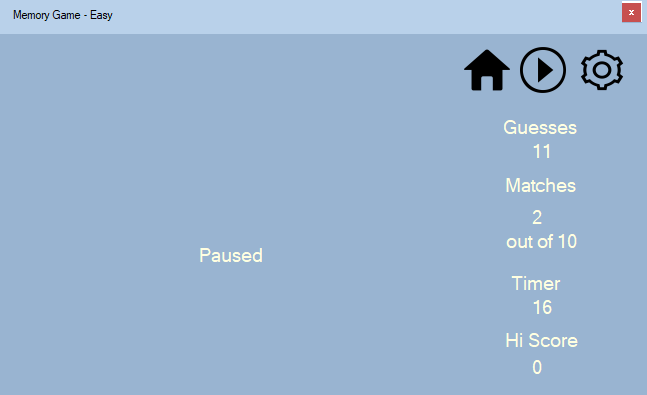 Memory Game - Easy
x
Guesses
11
Matches
2
out of 10
Paused
Timer
16
Hi Score
0